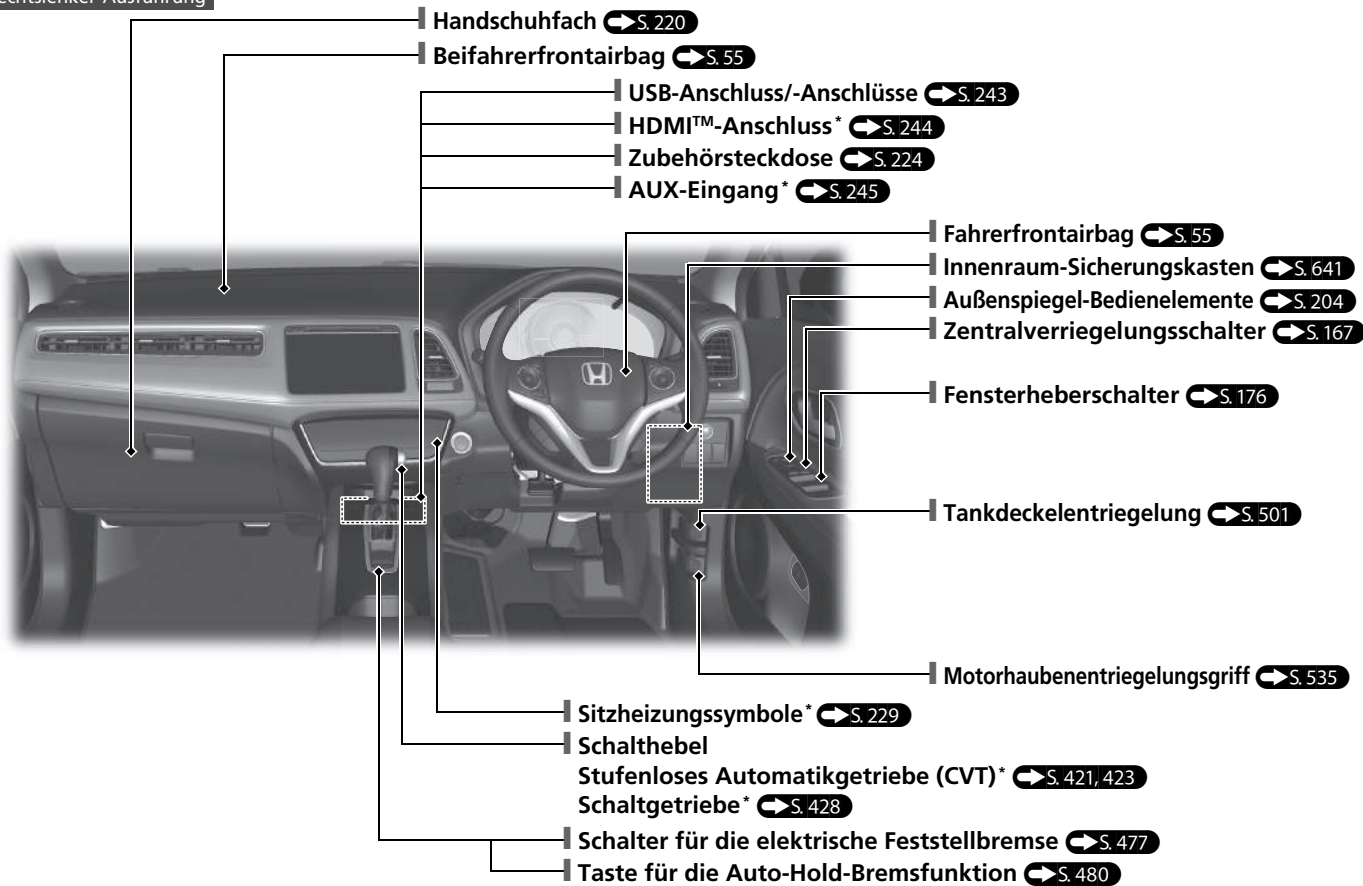 Rechtslenker-Ausführung
Handschuhfach S. 220
Beifahrerfrontairbag S. 55
USB-Anschluss/-Anschlüsse S. 243
HDMI™-Anschluss* S. 244
Zubehörsteckdose S. 224
AUX-Eingang* S. 245
Fahrerfrontairbag S. 55
Innenraum-Sicherungskasten S. 641
Außenspiegel-Bedienelemente S. 204
Zentralverriegelungsschalter S. 167
Fensterheberschalter S. 176
Tankdeckelentriegelung S. 501
Motorhaubenentriegelungsgriff S. 535
Sitzheizungssymbole* S. 229
Schalthebel
Stufenloses Automatikgetriebe (CVT)* S. 421, 423
Schaltgetriebe* S. 428
Schalter für die elektrische Feststellbremse S. 477
Taste für die Auto-Hold-Bremsfunktion S. 480